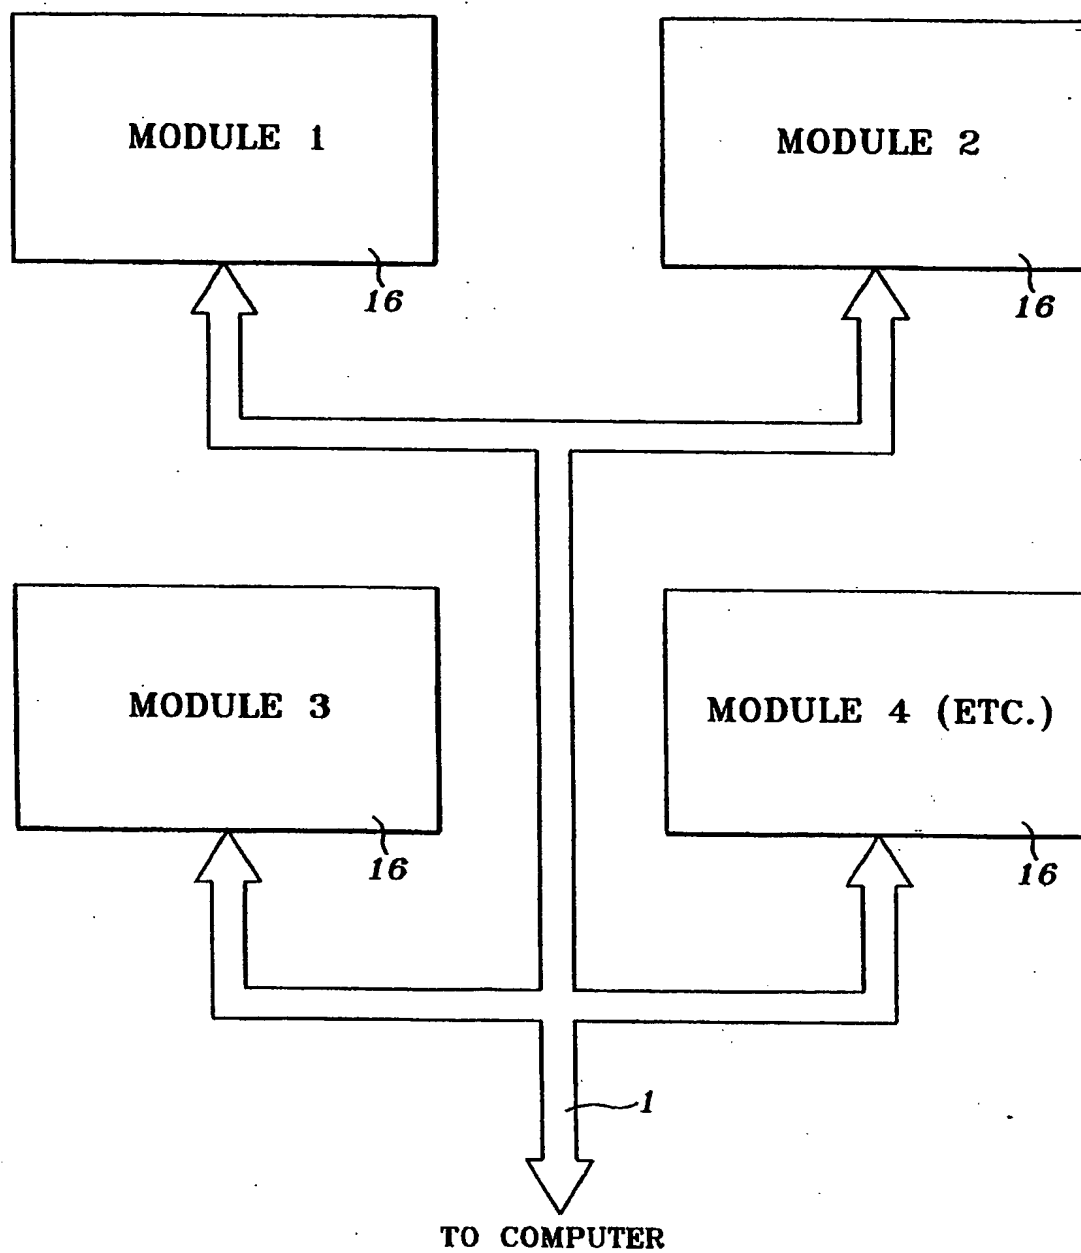 MODULE 1
MODULE 2
16
16
MODULE 3
MODULE 4 (ETC.)
16
16
1
TO COMPUTER